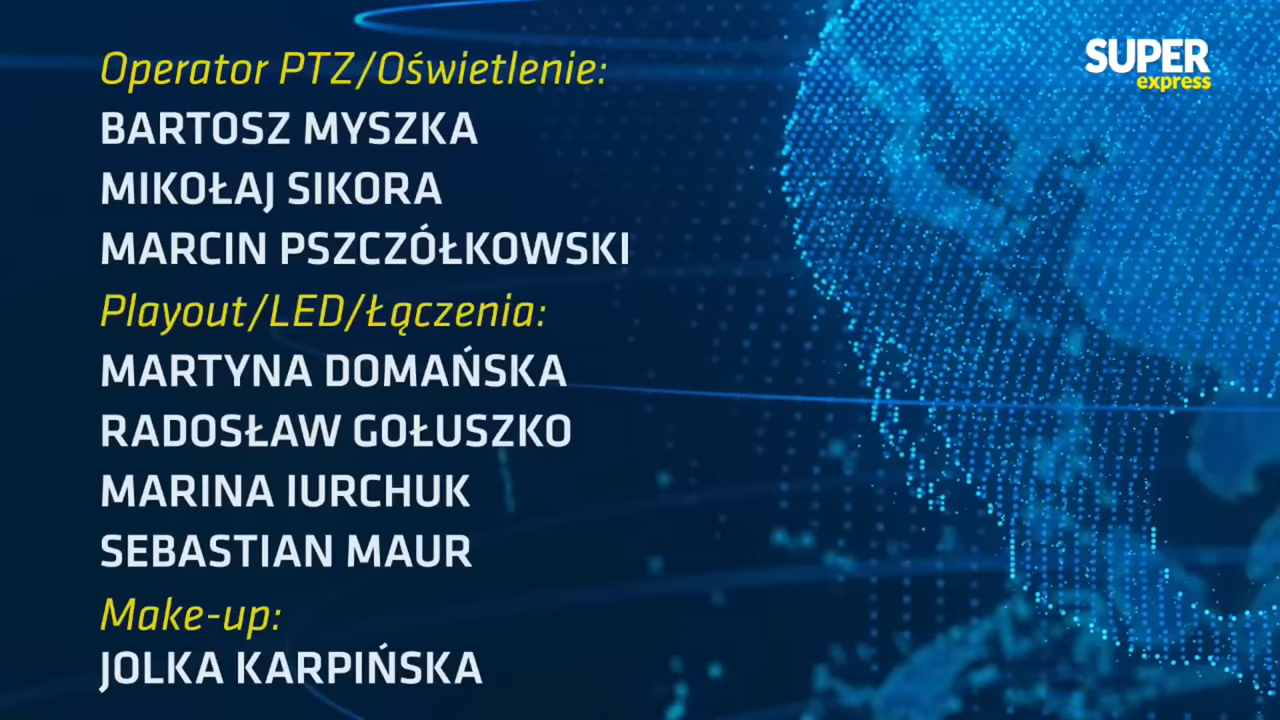 Operator PTZ/Oświetlenie:
BARTOSZ MYSZKA
MIKOŁAJ SIKORA
MARCIN PSZCZÓŁKOWSKI
Playout/LED/Łączenia:
MARTYNA DOMAŃSKA
RADOSŁAW GOŁUSZKO
MARINA IURCHUK
SEBASTIAN MAUR
Make-up:
JOLKA KARPIŃSKA
SUPER
express